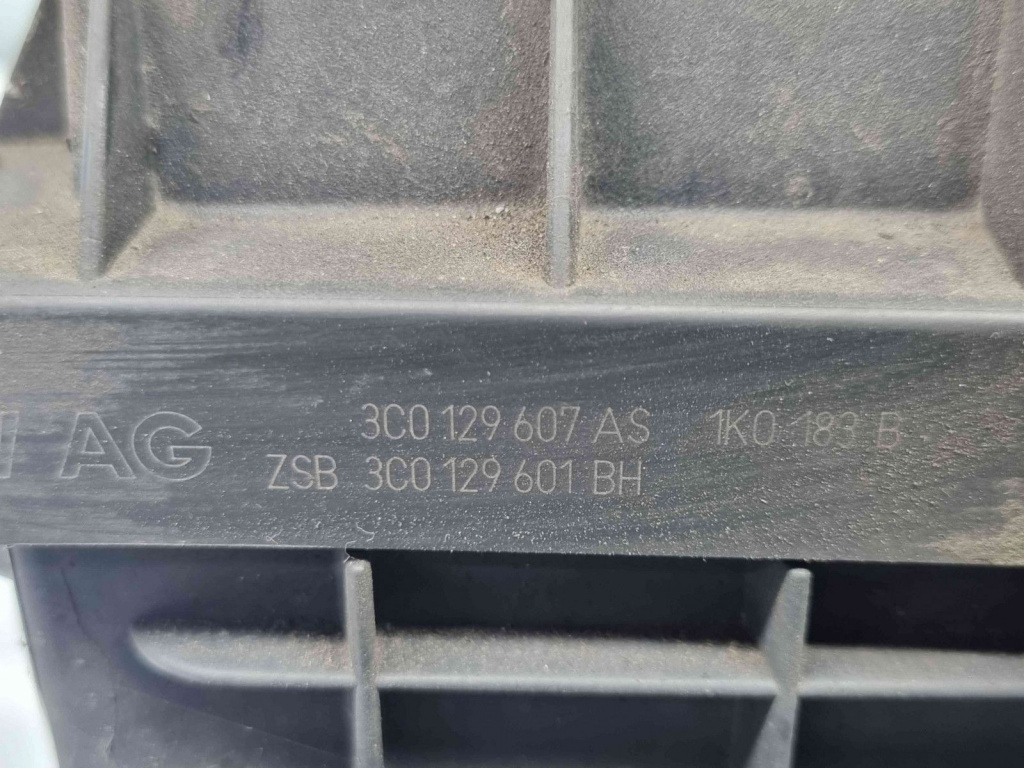 AG 3C0 129 607 AS 1K0 183 B
ZSB 3C0 129 601 BH